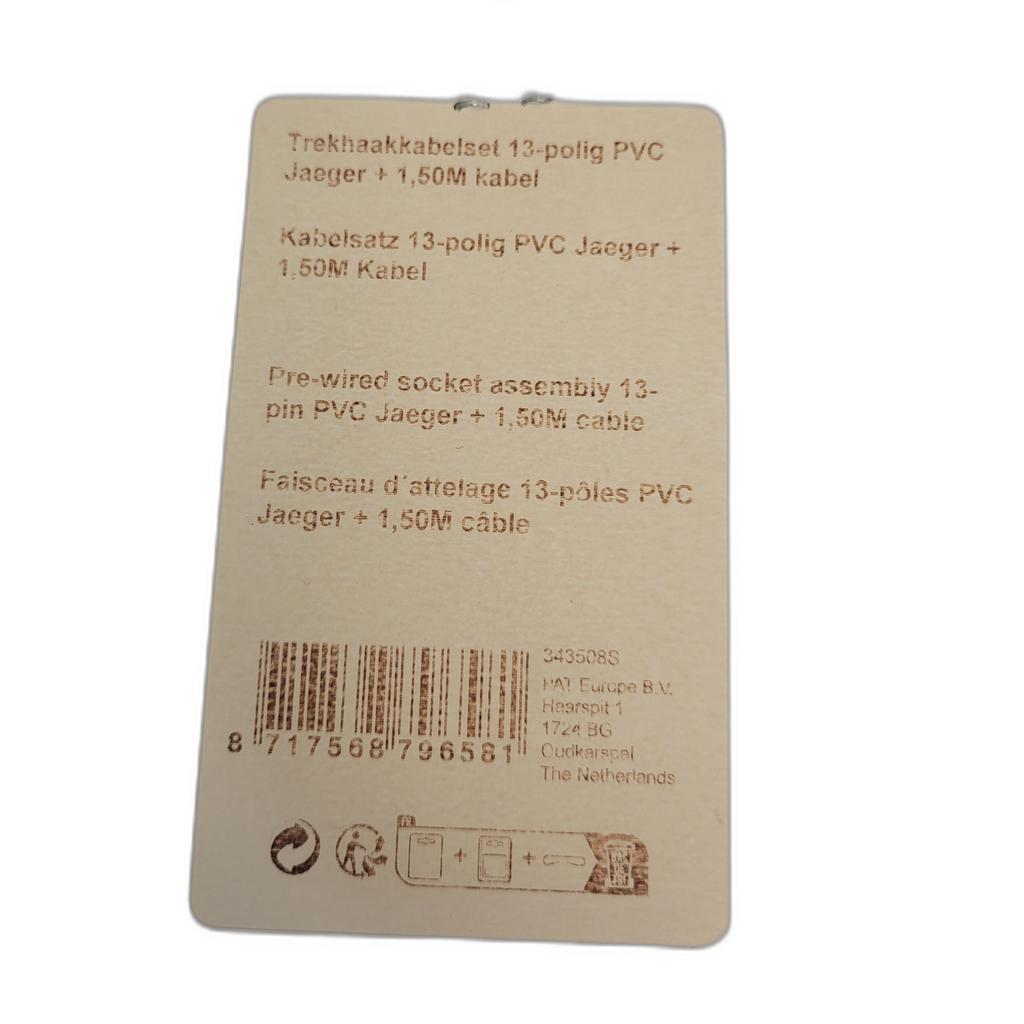 Trekhaakkabelset 13-polig PVC
Jaeger + 1,50M kabel
Kabelsatz 13-polig PVC Jaeger +
1,50M Kabel
Pre-wired socket assembly 13-
pin PVC Jaeger + 1,50M cable
Faisceau d´attelage 13-pôles PVC
Jaeger + 1,50M câble
343508S
PAT Europe B.V.
Haarspit 1
1724 BG
Oudkarspel
The Netherlands
8 717568 796581
FR